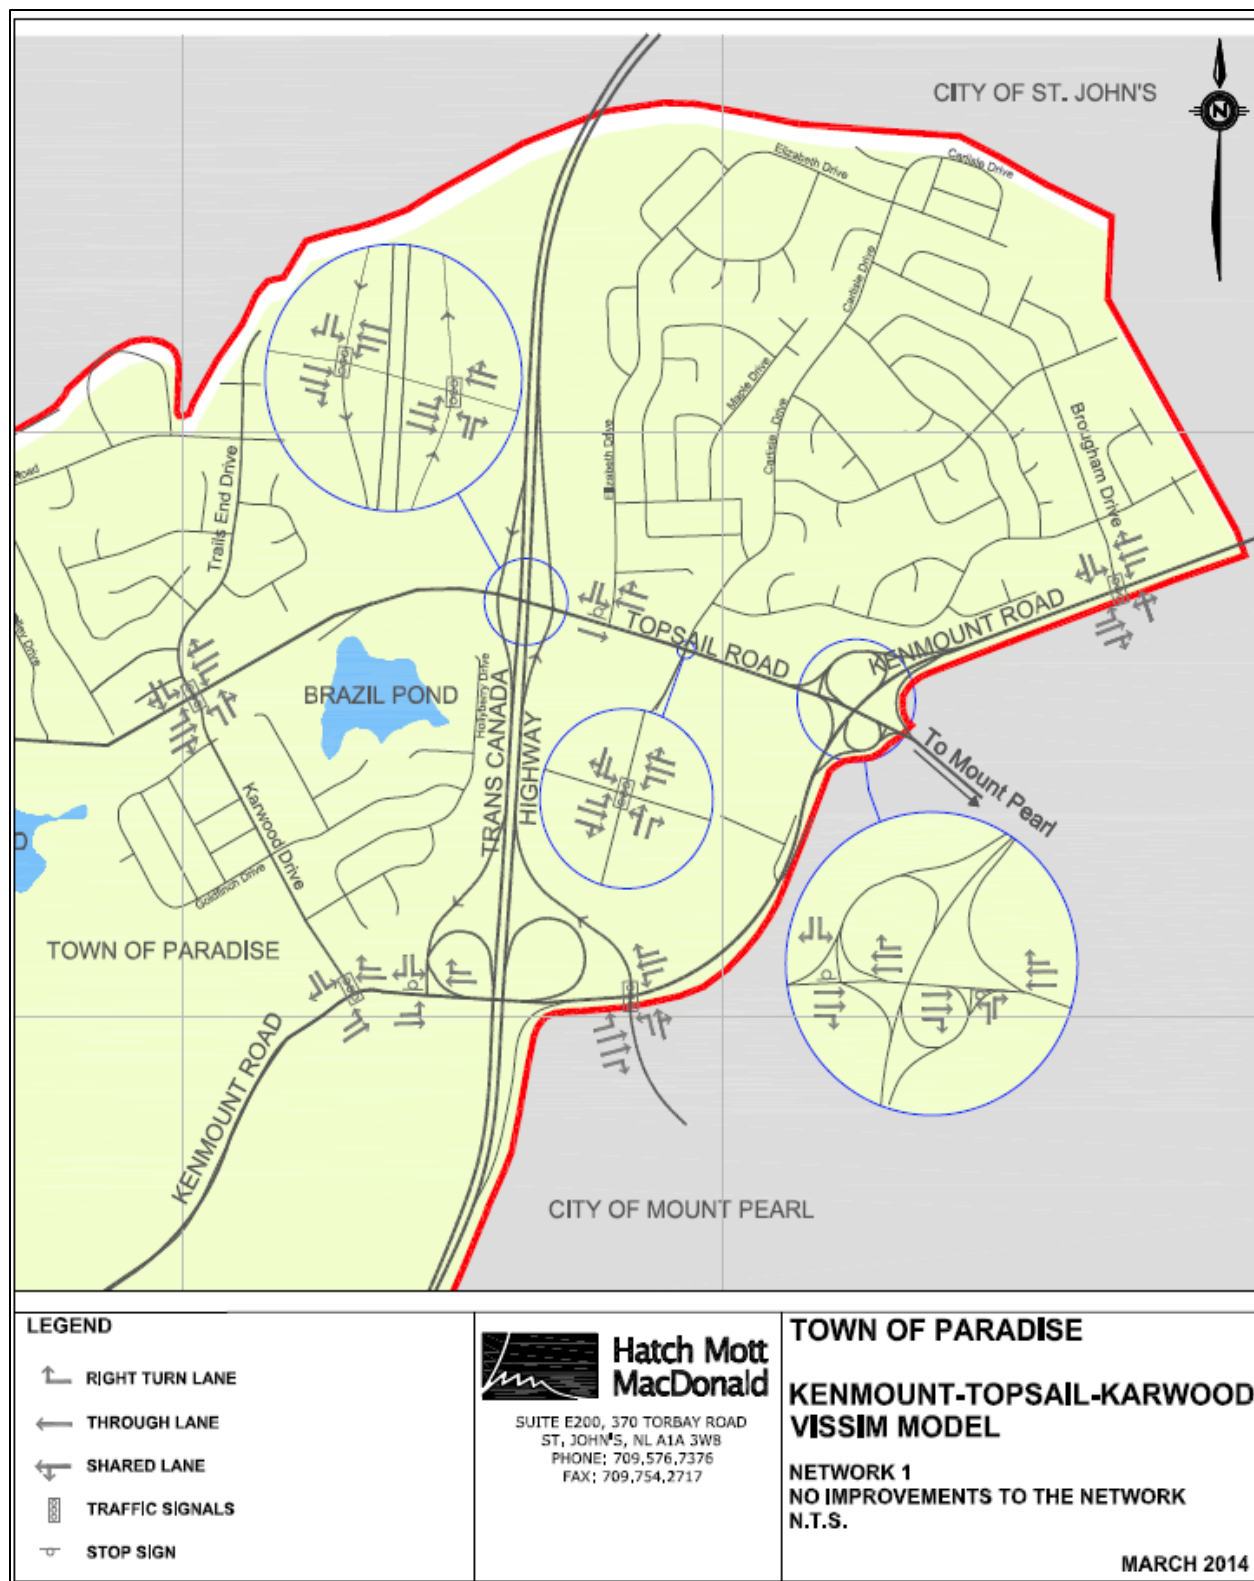 CITY OF ST. JOHN'S
N
Elizabeth Drive
Carlisle Drive
Carlisle Drive
Maple Drive
Elizabeth Drive
Carlisle Drive
Brougham Drive
Trails End Drive
TOPSAIL ROAD
KENMOUNT ROAD
BRAZIL POND
Hollyberry Drive
TRANS CANADA
HIGHWAY
To Mount Pearl
Karwood Drive
Goldfinch Drive
TOWN OF PARADISE
KENMOUNT ROAD
CITY OF MOUNT PEARL
LEGEND
RIGHT TURN LANE
THROUGH LANE
SHARED LANE
TRAFFIC SIGNALS
STOP SIGN
Hatch Mott
MacDonald
SUITE E200, 370 TORBAY ROAD
ST. JOHN'S, NL A1A 3W8
PHONE: 709.576.7376
FAX: 709.754.2717
TOWN OF PARADISE
KENMOUNT-TOPSAIL-KARWOOD
VISSIM MODEL
NETWORK 1
NO IMPROVEMENTS TO THE NETWORK
N.T.S.
MARCH 2014